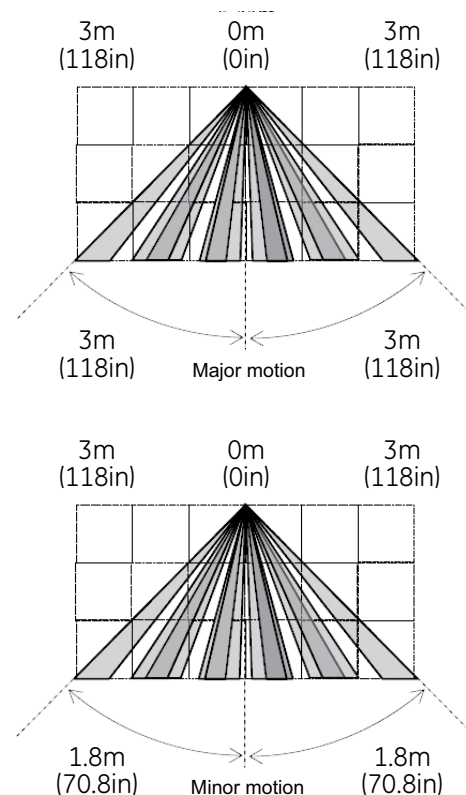 3m 0m 3m
(118in) (0in) (118in)
3m 3m
(118in) Major motion (118in)
3m 0m 3m
(118in) (0in) (118in)
1.8m 1.8m
(70.8in) Minor motion (70.8in)